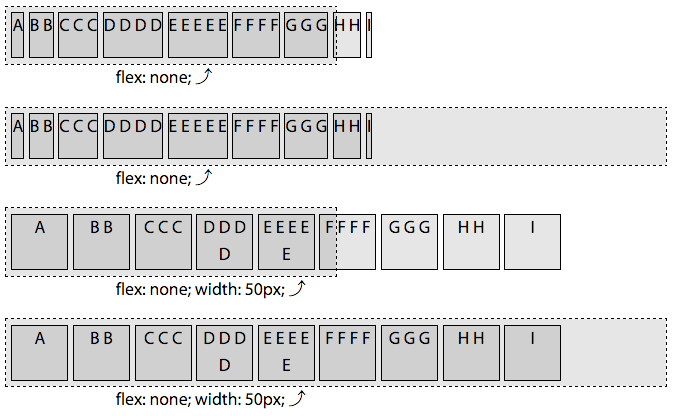 A BB CCC DDDD EEEEE FFFF GGG HH I
flex: none;
A BB CCC DDDD EEEEE FFFF GGG HH I
flex: none;
A BB CCC DDD EEEE FFFF GGG HH I
D E
flex: none; width: 50px;
A BB CCC DDD EEEE FFFF GGG HH I
D E
flex: none; width: 50px;